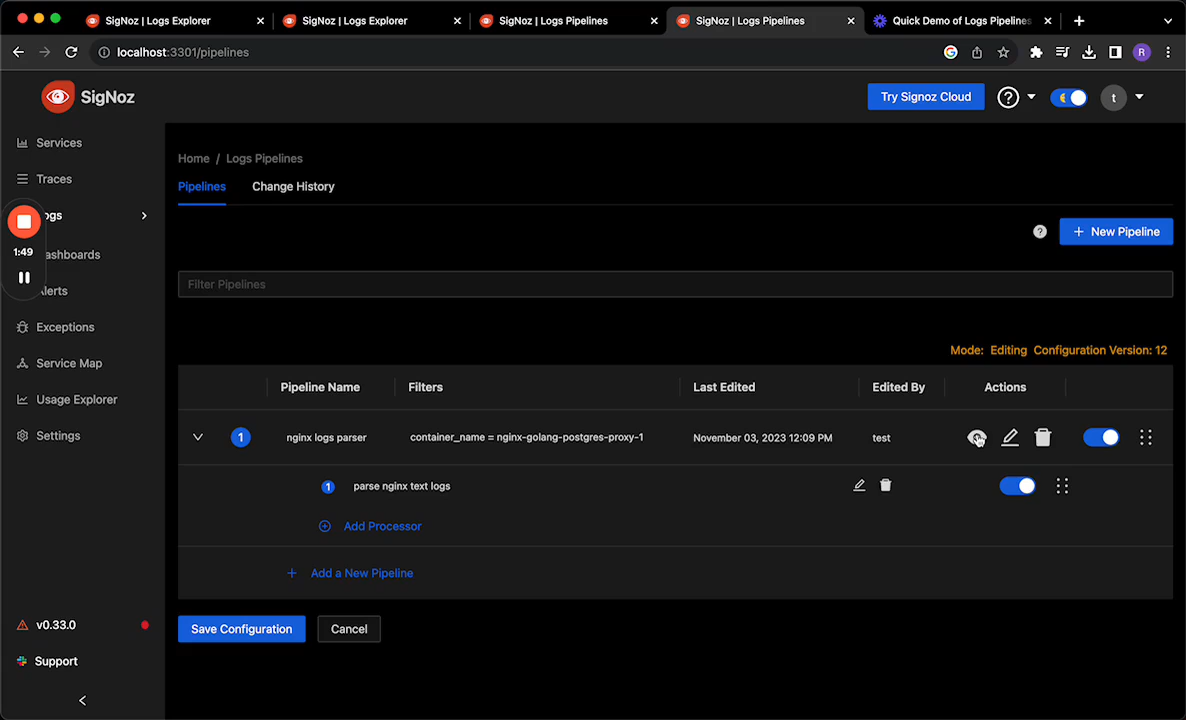 SigNoz | Logs Explorer
SigNoz | Logs Explorer
SigNoz | Logs Pipelines
SigNoz | Logs Pipelines
Quick Demo of Logs Pipelines
localhost:3301/pipelines
R
SigNoz
Try Signoz Cloud
t
Services
Traces
ogs
1:49
ashboards
lerts
Exceptions
Service Map
Usage Explorer
Settings
v0.33.0
Support
Home / Logs Pipelines
Pipelines
Change History
New Pipeline
Filter Pipelines
Mode: Editing Configuration Version: 12
Pipeline Name
Filters
Last Edited
Edited By
Actions
1
nginx logs parser
container_name = nginx-golang-postgres-proxy-1
November 03, 2023 12:09 PM
test
1
parse nginx text logs
Add Processor
+ Add a New Pipeline
Save Configuration
Cancel